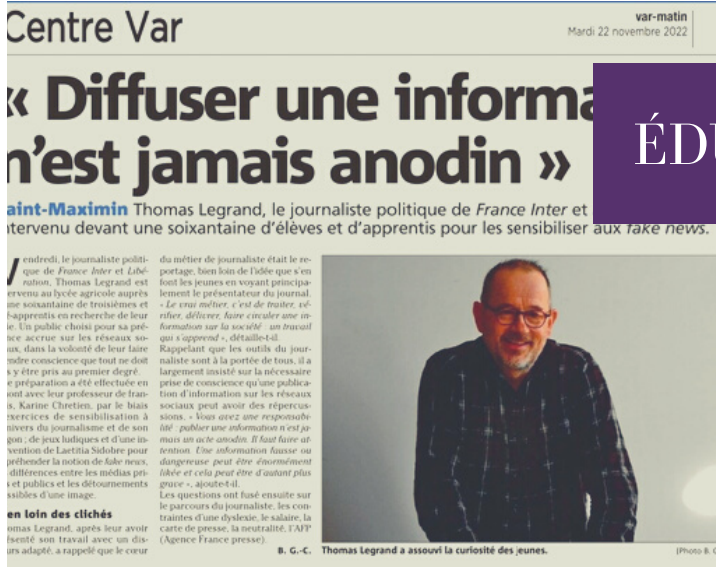 Centre Var
var-matin
Mardi 22 novembre 2022
« Diffuser une informa
n'est jamais anodin »
ÉDU
aint-Maximin Thomas Legrand, le journaliste politique de France Inter et
ntervenu devant une soixantaine d'élèves et d'apprentis pour les sensibiliser aux fake news.
Vendredi, le journaliste politi-
que de France Inter et Libé-
ration, Thomas Legrand est
ervenu au lycée agricole auprès
ne soixantaine de troisièmes et
é-apprentis en recherche de leur
ie. Un public choisi pour sa pré-
nce accrue sur les réseaux so-
ux, dans la volonté de leur faire
endre conscience que tout ne doit
s y être pris au premier degré.
e préparation a été effectuée en
ont avec leur professeur de fran-
is, Karine Chretien, par le biais
exercices de sensibilisation à
nivers du journalisme et de son
gon ; de jeux ludiques et d'une in-
vention de Laetitia Sidobre pour
préhender la notion de fake news,
différences entre les médias pri-
s et publics et les détournements
ssibles d'une image.
en loin des clichés
omas Legrand, après leur avoir
ésenté son travail avec un dis-
urs adapté, a rappelé que le cœur
du métier de journaliste était le re-
portage, bien loin de l'idée que s'en
font les jeunes en voyant principa-
lement le présentateur du journal.
« Le vrai métier, c'est de traiter, vé-
rifier, délivrer, faire circuler une in-
formation sur la société : un travail
qui s'apprend », détaille-t-il.
Rappelant que les outils du jour-
naliste sont à la portée de tous, il a
largement insisté sur la nécessaire
prise de conscience qu'une publica-
tion d'information sur les réseaux
sociaux peut avoir des répercus-
sions. « Vous avez une responsabi-
lité : publier une information n'est ja-
mais un acte anodin. Il faut faire at-
tention. Une information fausse ou
dangereuse peut être énormément
likée et cela peut être d'autant plus
grave », ajoute-t-il.
Les questions ont fusé ensuite sur
le parcours du journaliste, les con-
traintes d'une dyslexie, le salaire, la
carte de presse, la neutralité, l'AFP
(Agence France presse).
B. G.-C.
Thomas Legrand a assouvi la curiosité des jeunes.
(Photo B. G